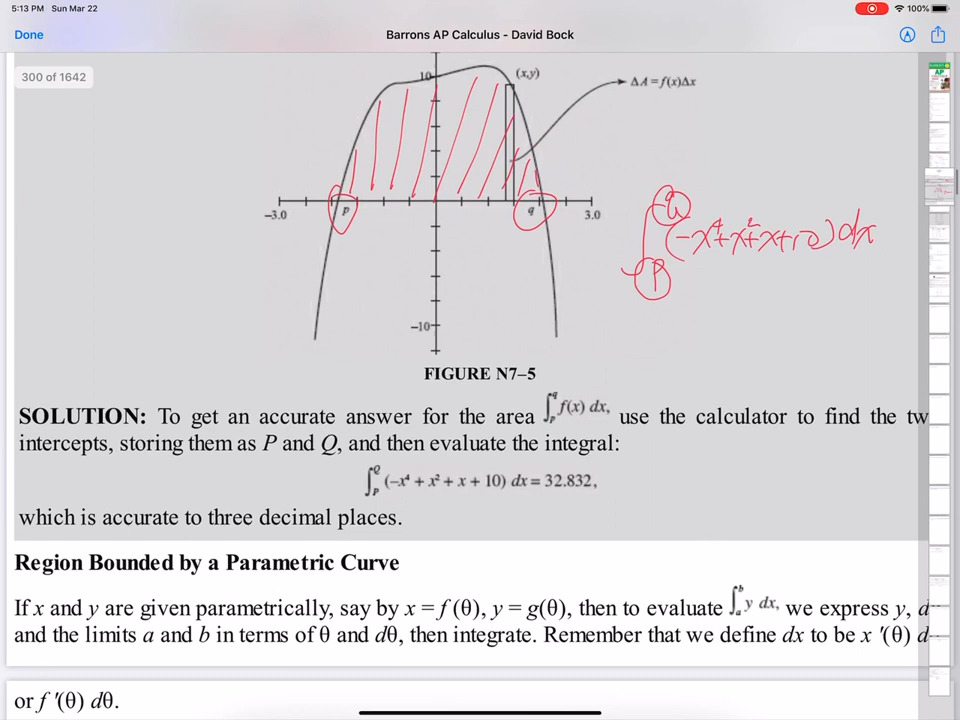 5:13 PM Sun Mar 22
100%
Done
Barrons AP Calculus - David Bock
300 of 1642
10
(x,y)
ΔA = f(x)Δx
-3.0
p
q
3.0
∫_P^Q (-x⁴+x²+x+10)dx
-10
FIGURE N7–5
SOLUTION: To get an accurate answer for the area ∫_p^q f(x) dx, use the calculator to find the tw
intercepts, storing them as P and Q, and then evaluate the integral:
∫_P^Q (–x⁴ + x² + x + 10) dx = 32.832,
which is accurate to three decimal places.
Region Bounded by a Parametric Curve
If x and y are given parametrically, say by x = f (θ), y = g(θ), then to evaluate ∫_a^b y dx, we express y, d
and the limits a and b in terms of θ and dθ, then integrate. Remember that we define dx to be x ′(θ) d
or f ′(θ) dθ.